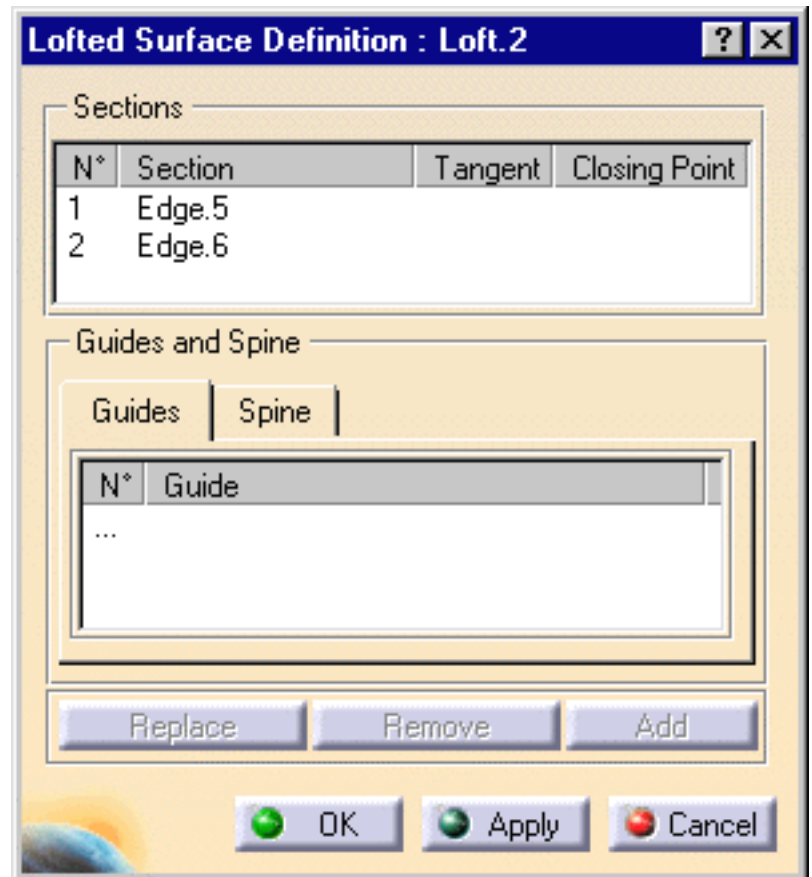 Lofted Surface Definition : Loft.2 ? ×
Sections
N° Section Tangent Closing Point
1 Edge.5
2 Edge.6
Guides and Spine
Guides Spine
N° Guide
...
Replace Remove Add
OK Apply Cancel